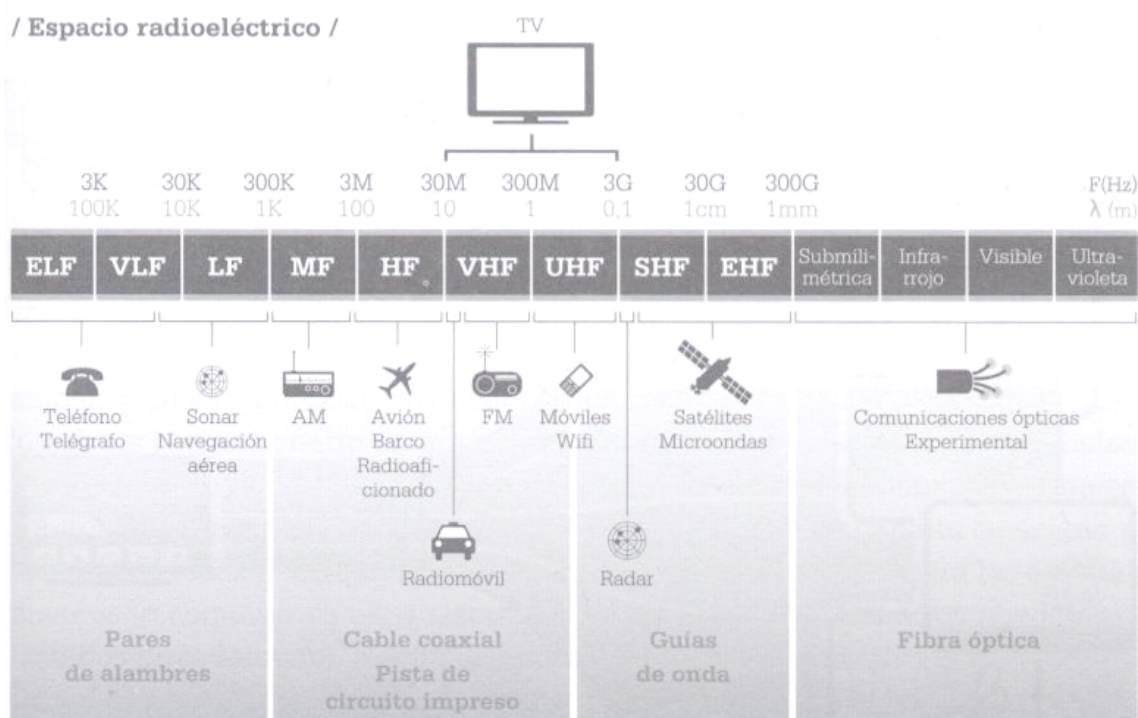 / Espacio radioeléctrico /
TV
3K 30K 300K 3M 30M 300M 3G 30G 300G F(Hz)
100K 10K 1K 100 10 1 0,1 1cm 1mm λ (m)
ELF VLF LF MF HF VHF UHF SHF EHF
Submili-
métrica
Infra-
rrojo
Visible
Ultra-
violeta
Teléfono
Telégrafo
Sonar
Navegación
aérea
AM
Avión
Barco
Radioafi-
cionado
FM
Móviles
Wifi
Satélites
Microondas
Comunicaciones ópticas
Experimental
Radiomóvil
Radar
Pares
de alambres
Cable coaxial
Pista de
circuito impreso
Guías
de onda
Fibra óptica